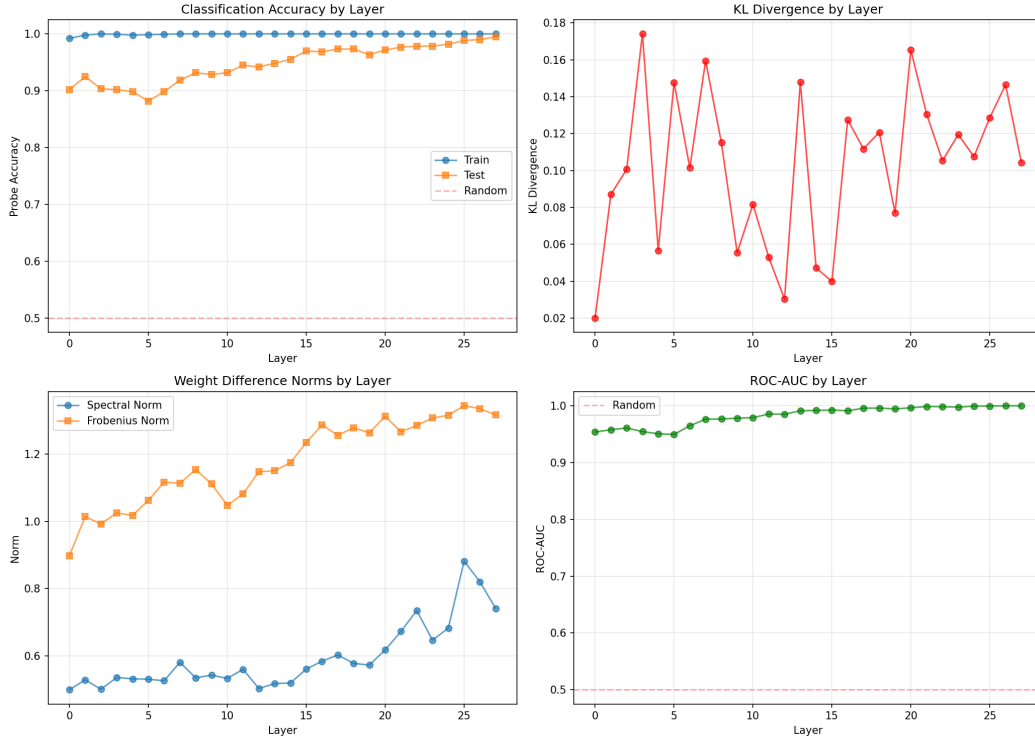 Classification Accuracy by Layer
Probe Accuracy
1.0
0.9
0.8
0.7
0.6
0.5
Train
Test
Random
0
5
10
15
20
25
Layer
KL Divergence by Layer
KL Divergence
0.18
0.16
0.14
0.12
0.10
0.08
0.06
0.04
0.02
0
5
10
15
20
25
Layer
Weight Difference Norms by Layer
Norm
Spectral Norm
Frobenius Norm
1.2
1.0
0.8
0.6
0
5
10
15
20
25
Layer
ROC-AUC by Layer
ROC-AUC
Random
1.0
0.9
0.8
0.7
0.6
0.5
0
5
10
15
20
25
Layer